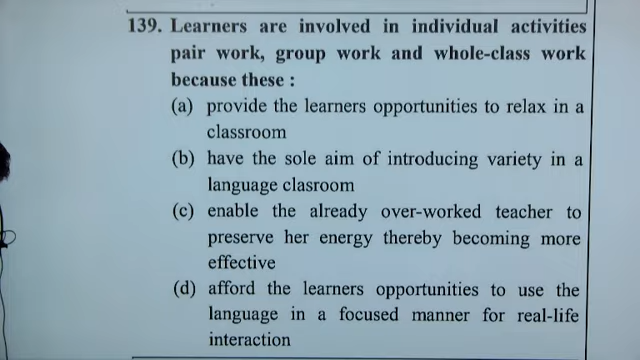 139. Learners are involved in individual activities
pair work, group work and whole-class work
because these :
(a) provide the learners opportunities to relax in a
classroom
(b) have the sole aim of introducing variety in a
language clasroom
(c) enable the already over-worked teacher to
preserve her energy thereby becoming more
effective
(d) afford the learners opportunities to use the
language in a focused manner for real-life
interaction